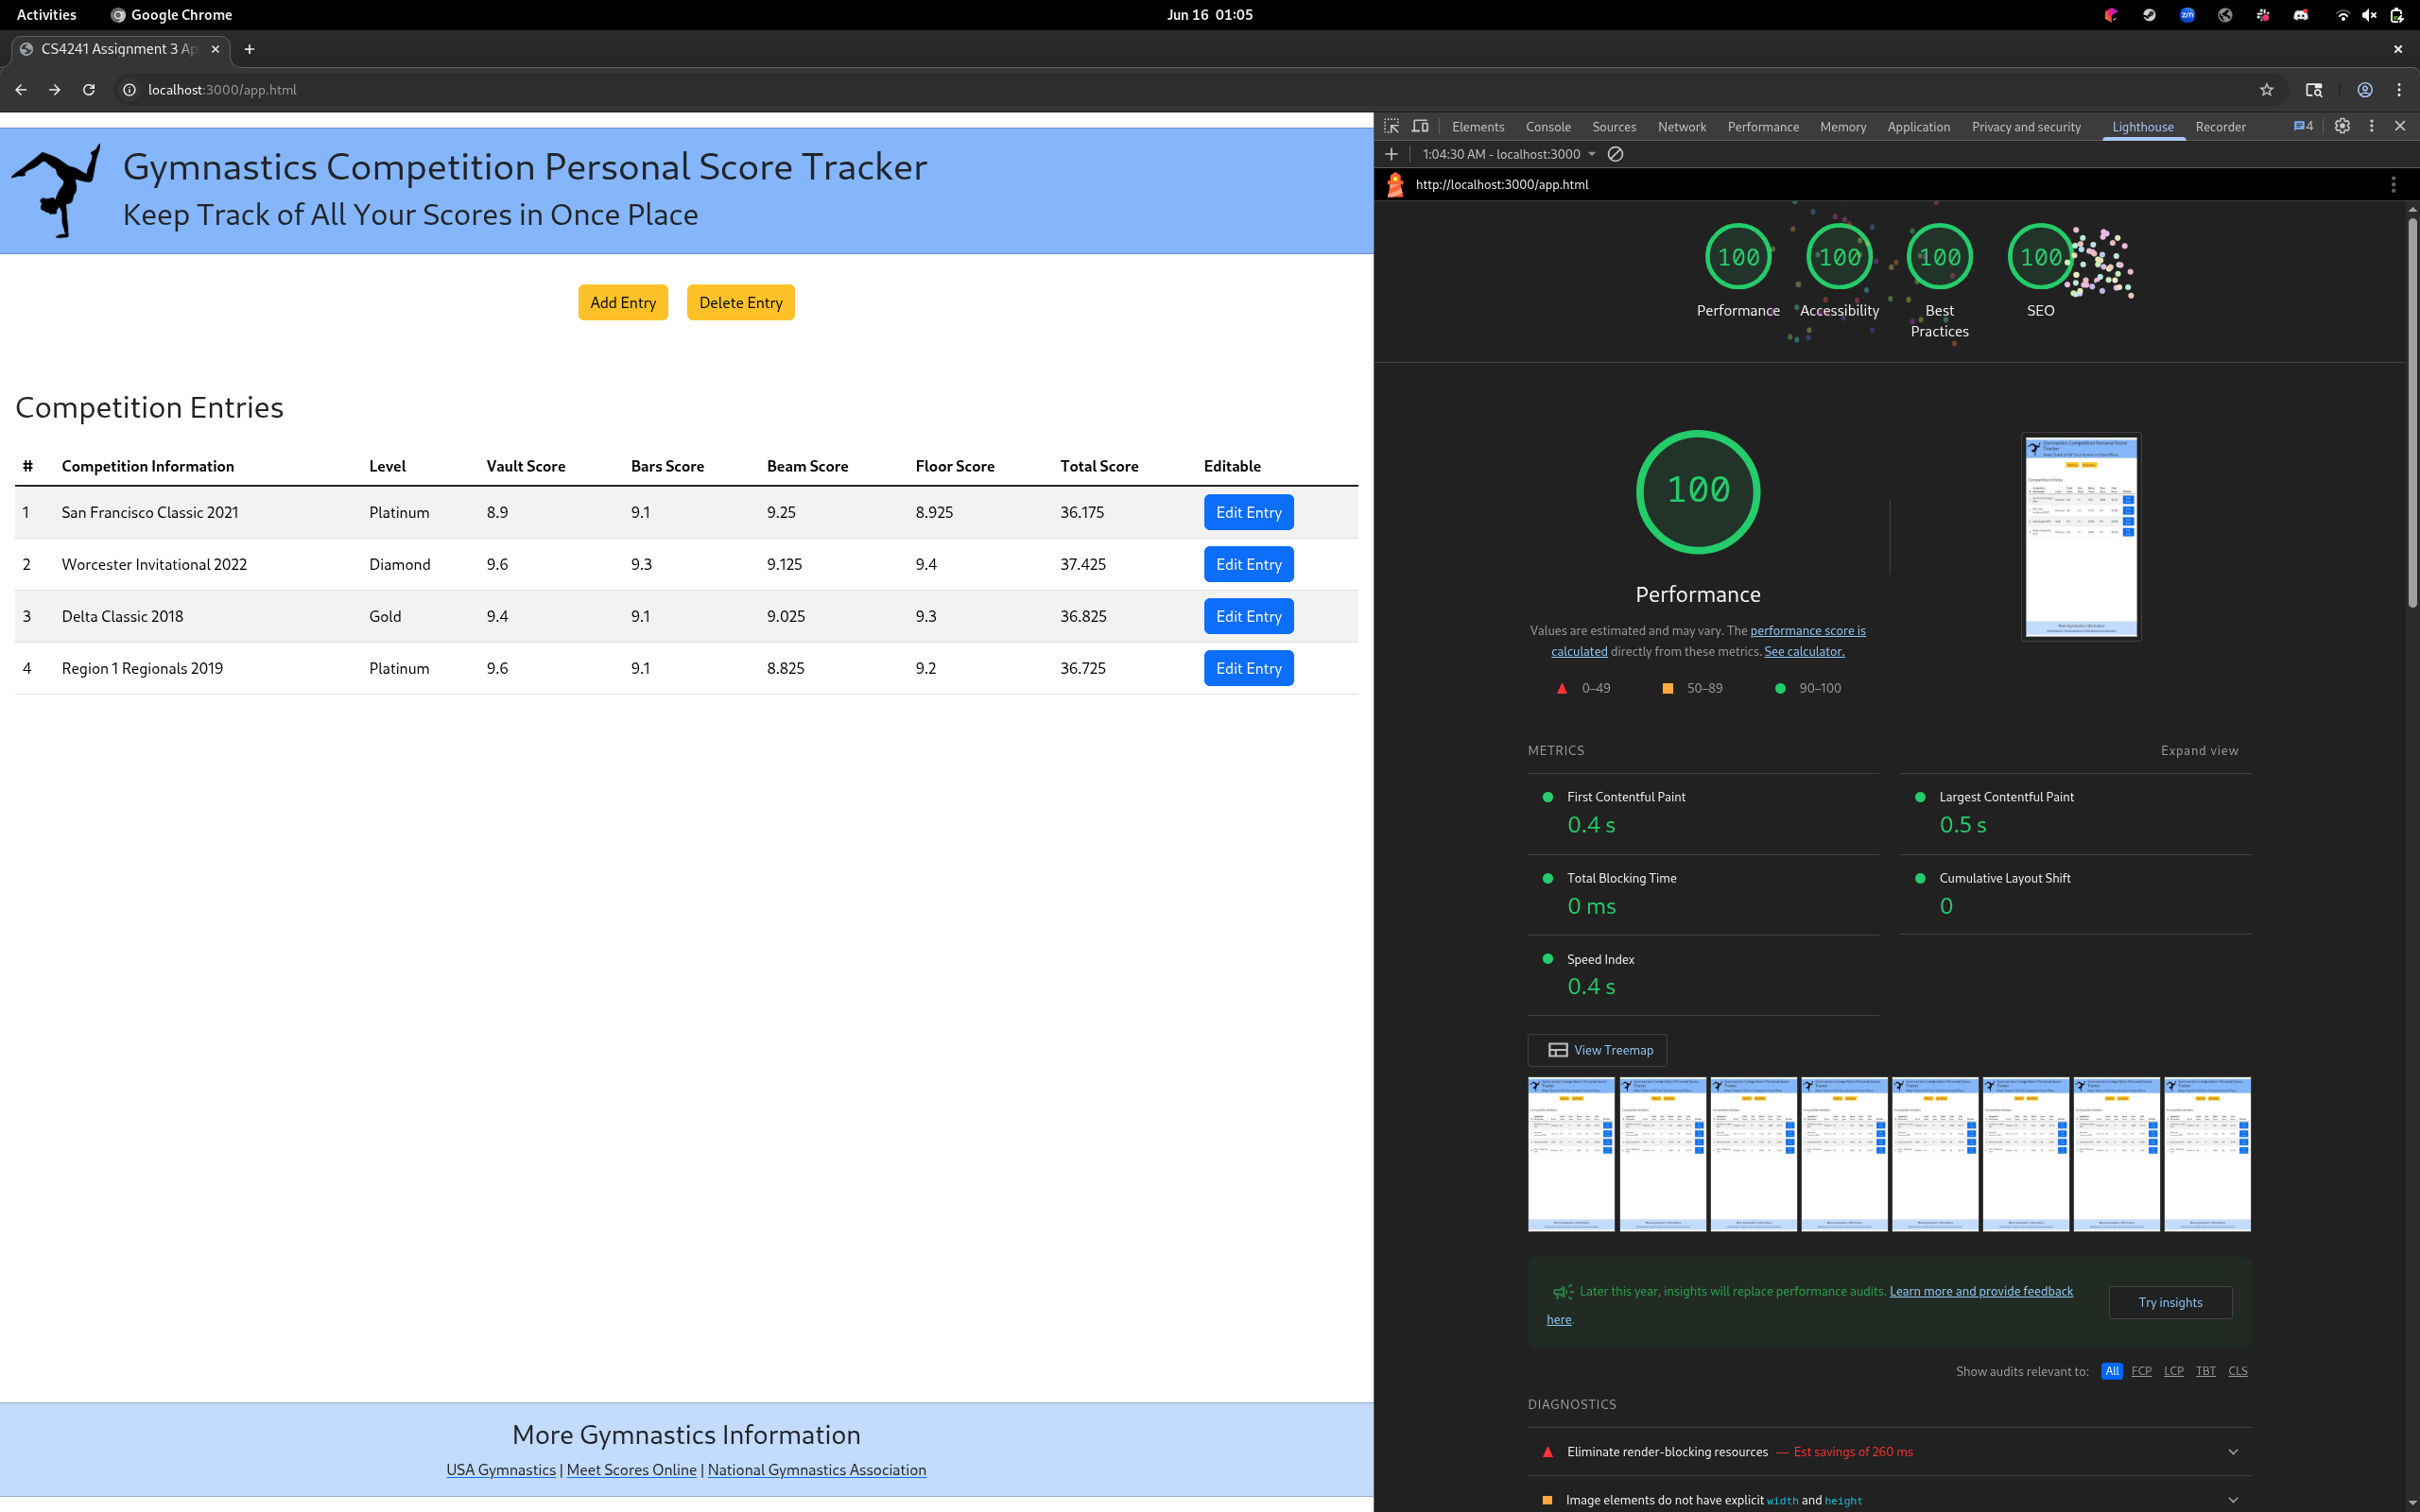 Activities Google Chrome Jun 16 01:05 zm
CS4241 Assignment 3 Ap
localhost:3000/app.html
Gymnastics Competition Personal Score Tracker
Keep Track of All Your Scores in Once Place
Add Entry Delete Entry
Competition Entries
# Competition Information Level Vault Score Bars Score Beam Score Floor Score Total Score Editable
1 San Francisco Classic 2021 Platinum 8.9 9.1 9.25 8.925 36.175 Edit Entry
2 Worcester Invitational 2022 Diamond 9.6 9.3 9.125 9.4 37.425 Edit Entry
3 Delta Classic 2018 Gold 9.4 9.1 9.025 9.3 36.825 Edit Entry
4 Region 1 Regionals 2019 Platinum 9.6 9.1 8.825 9.2 36.725 Edit Entry
More Gymnastics Information
USA Gymnastics | Meet Scores Online | National Gymnastics Association
Elements Console Sources Network Performance Memory Application Privacy and security Lighthouse Recorder 4
1:04:30 AM - localhost:3000
http://localhost:3000/app.html
100 100 100 100
Performance Accessibility Best Practices SEO
100
Performance
Values are estimated and may vary. The performance score is
calculated directly from these metrics. See calculator.
0–49 50–89 90–100
METRICS Expand view
First Contentful Paint Largest Contentful Paint
0.4 s 0.5 s
Total Blocking Time Cumulative Layout Shift
0 ms 0
Speed Index
0.4 s
View Treemap
Later this year, insights will replace performance audits. Learn more and provide feedback
here.
Try insights
Show audits relevant to: All FCP LCP TBT CLS
DIAGNOSTICS
Eliminate render-blocking resources — Est savings of 260 ms
Image elements do not have explicit width and height